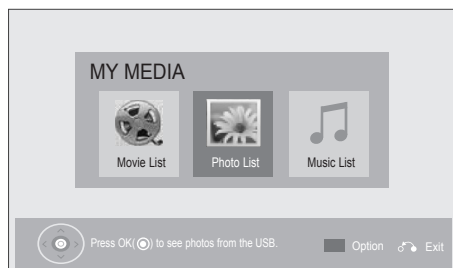 MY MEDIA
Movie List
Photo List
Music List
Press OK(◉) to see photos from the USB.
Option
Exit